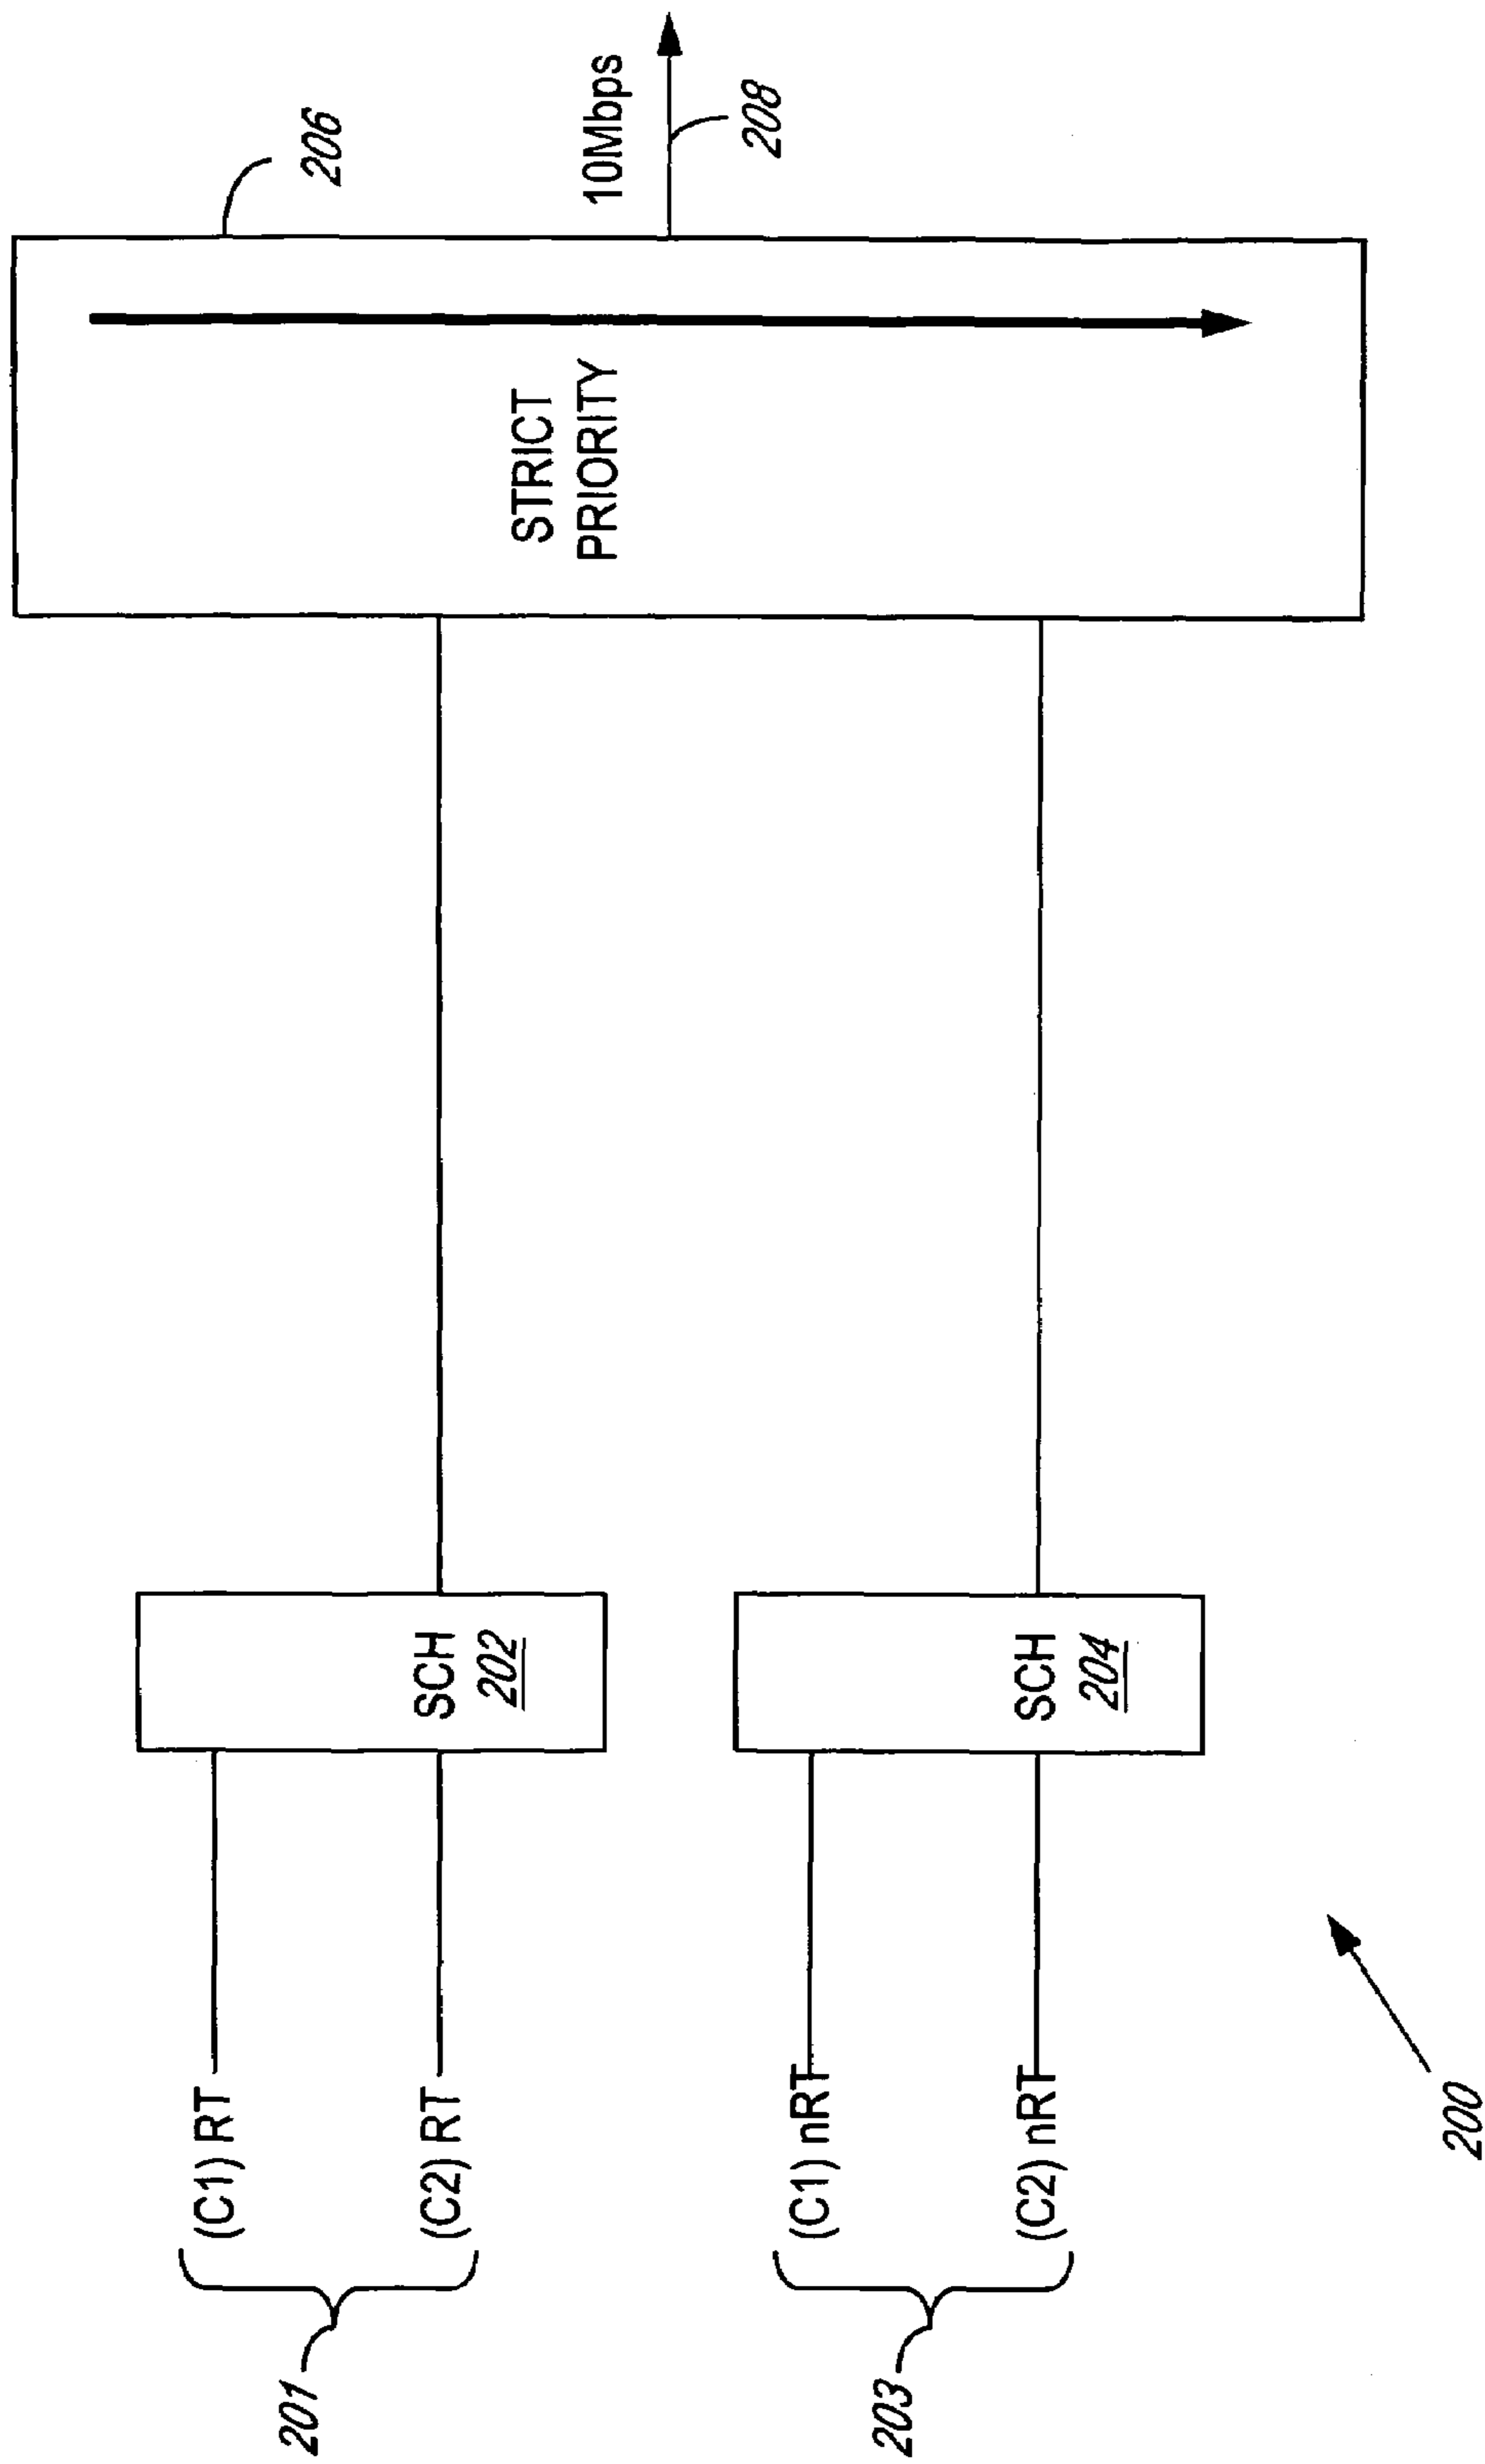 206
10Mbps
208
STRICT
PRIORITY
SCH
202
SCH
204
(C1) RT
(C2) RT
(C1) nRT
(C2) nRT
201
203
200